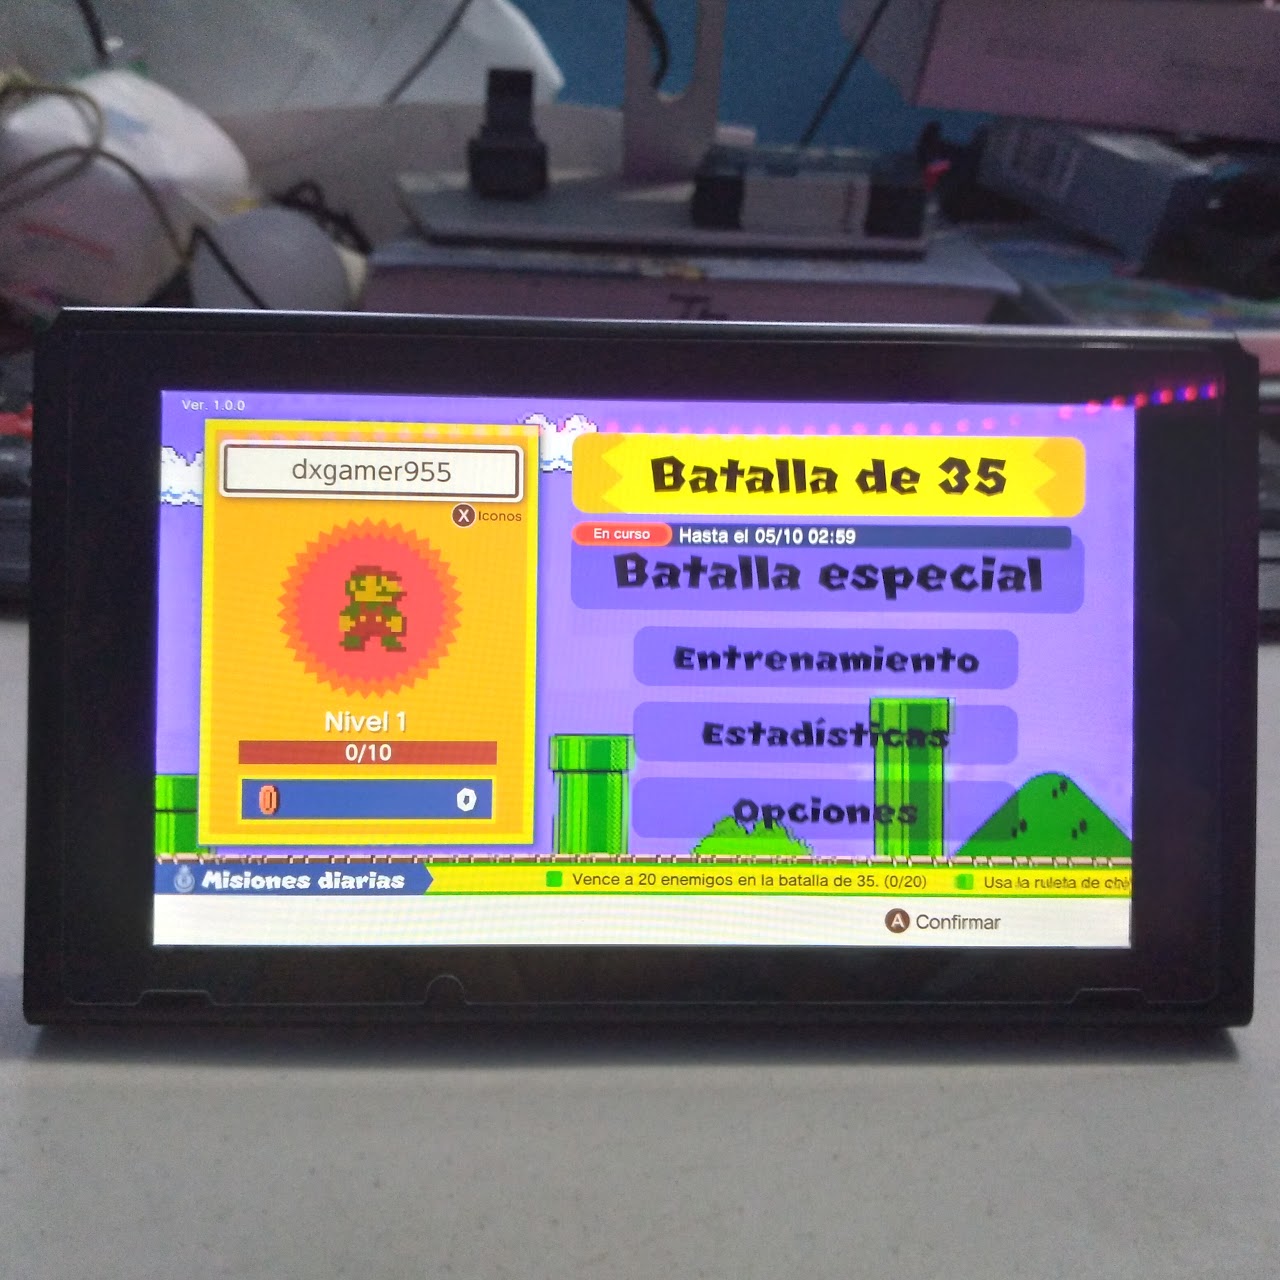 Ver. 1.0.0
dxgamer955
X Iconos
Nivel 1
0/10
0
Batalla de 35
En curso Hasta el 05/10 02:59
Batalla especial
Entrenamiento
Estadísticas
Opciones
Misiones diarias Vence a 20 enemigos en la batalla de 35. (0/20) Usa la ruleta de
A Confirmar